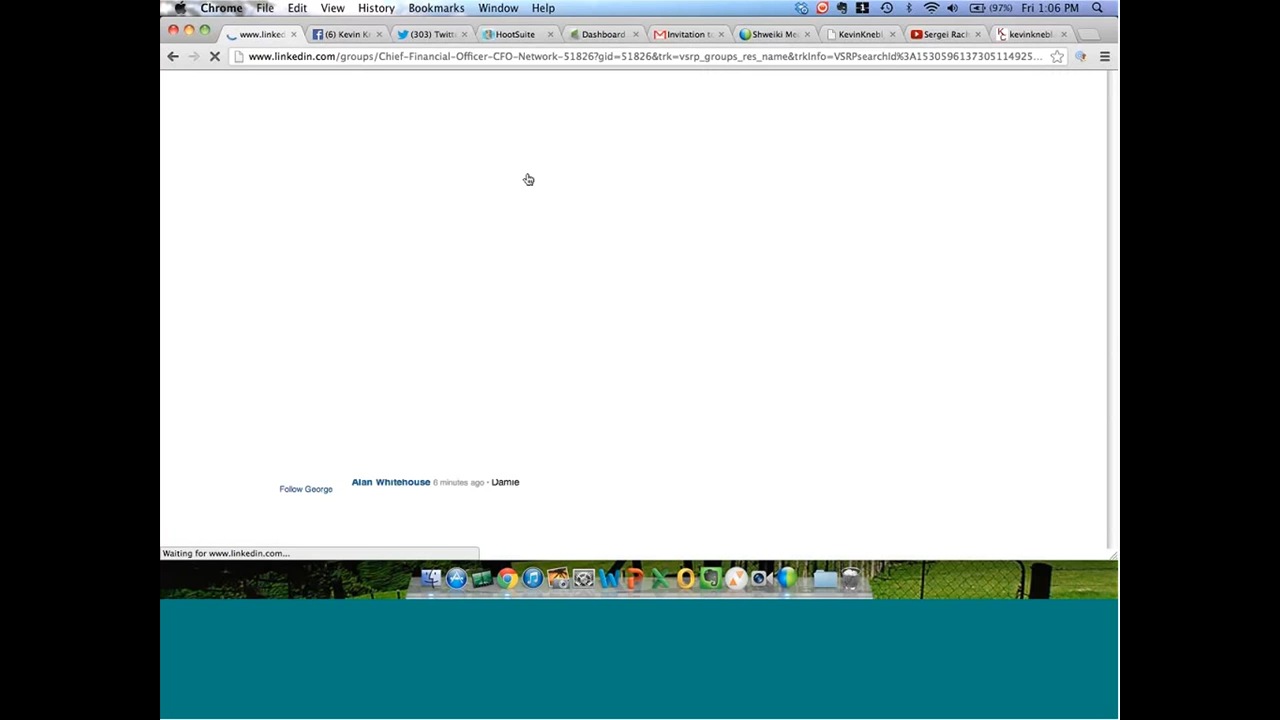 Chrome File Edit View History Bookmarks Window Help 1 (97%) Fri 1:06 PM
www.linked (6) Kevin Kn (303) Twitt HootSuite Dashboard Invitation to Shweiki Me KevinKnebl Sergei Rach kevinknebl
www.linkedin.com/groups/Chief-Financial-Officer-CFO-Network-51826?gid=51826&trk=vsrp_groups_res_name&trkInfo=VSRPsearchId%3A1530596137305114925...
Alan Whitehouse 6 minutes ago • Damie
Follow George
Waiting for www.linkedin.com...